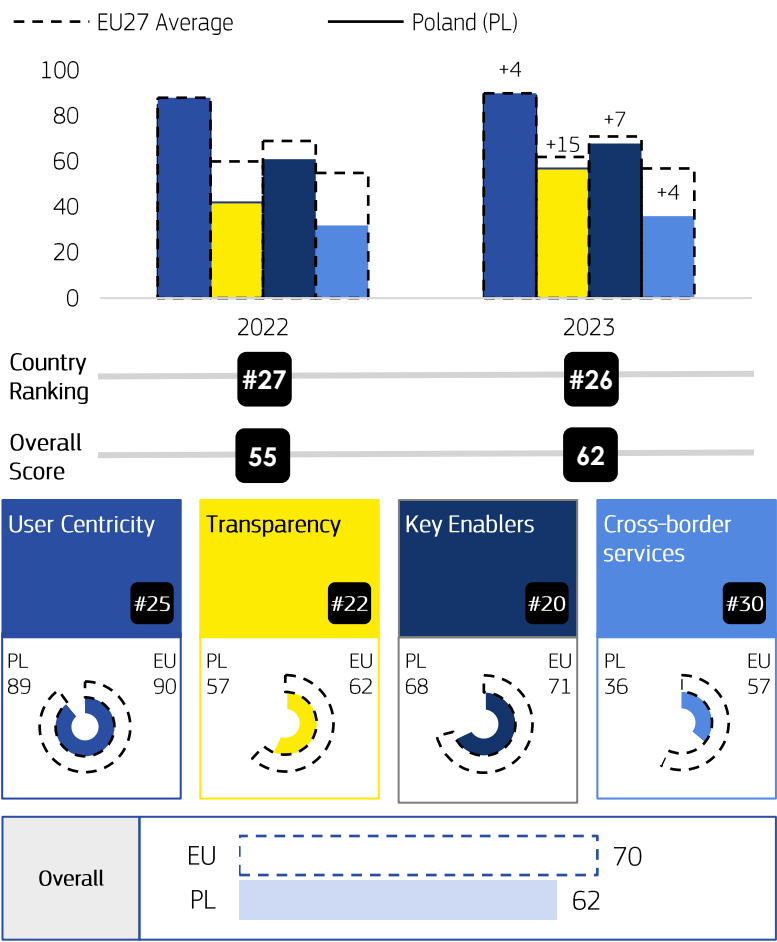 EU27 Average Poland (PL)
100
80
60
40
20
0
+4
+15
+7
+4
2022 2023
Country
Ranking
#27 #26
Overall
Score
55 62
User Centricity
#25
PL EU
89 90
Transparency
#22
PL EU
57 62
Key Enablers
#20
PL EU
68 71
Cross-border
services
#30
PL EU
36 57
Overall
EU 70
PL 62